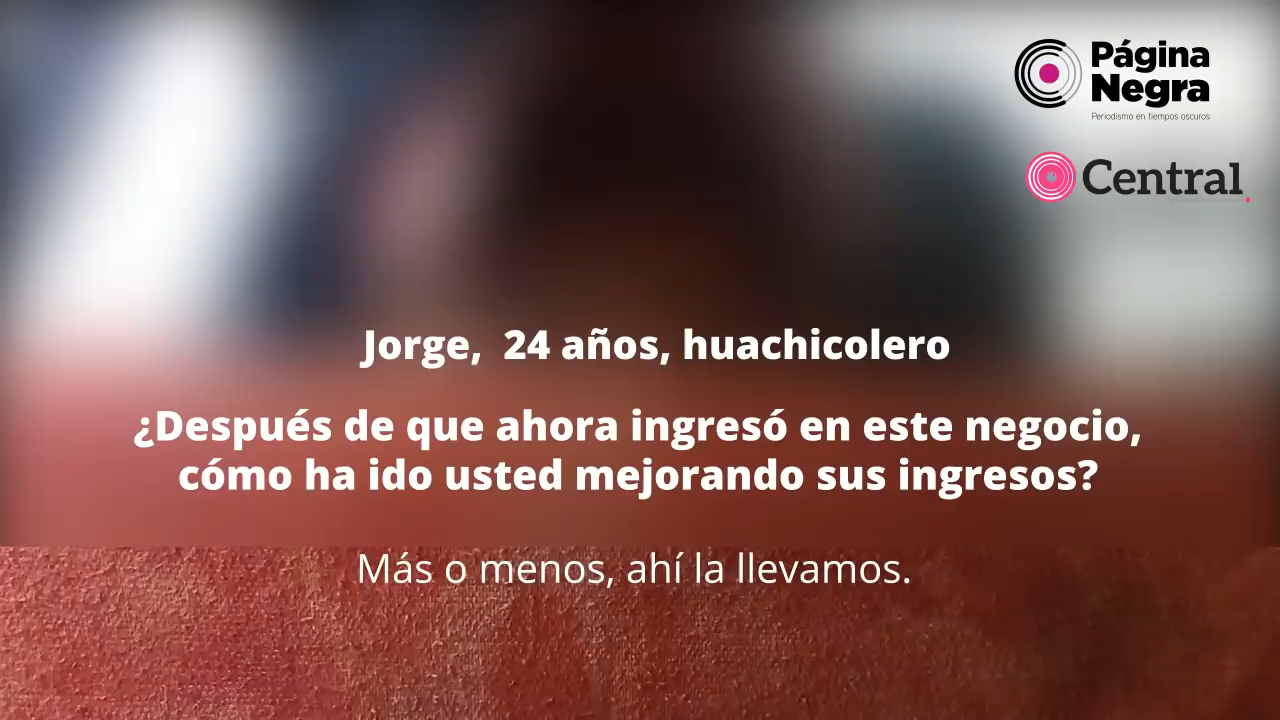 Página
Negra
Periodismo en tiempos oscuros
Central.
Jorge, 24 años, huachicolero
¿Después de que ahora ingresó en este negocio,
cómo ha ido usted mejorando sus ingresos?
Más o menos, ahí la llevamos.